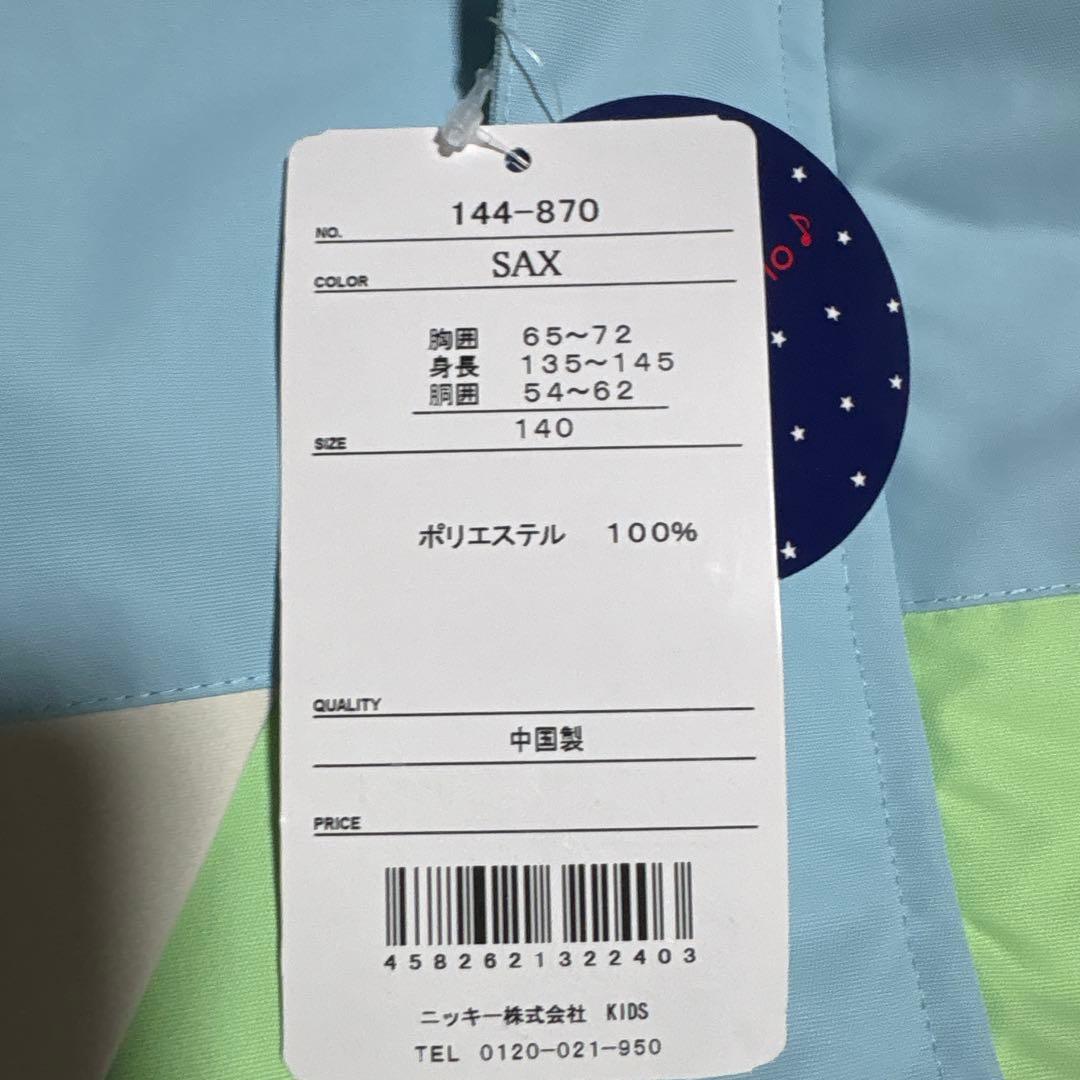 NO. 144-870
COLOR SAX
胸囲 65～72
身長 135～145
胴囲 54～62
SIZE 140
ポリエステル 100%
QUALITY
中国製
PRICE
4582621322403
ニッキー株式会社 KIDS
TEL 0120-021-950